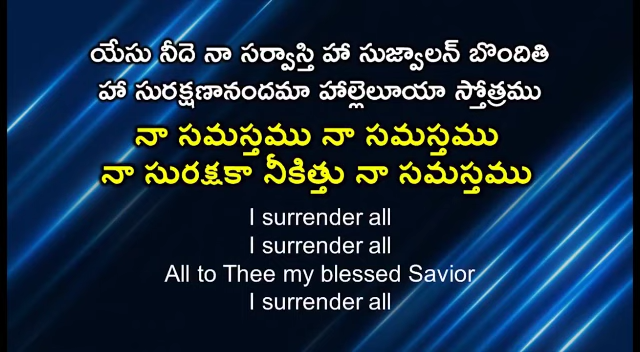 యేసు నీదె నా సర్వాస్తి హా సుజ్వాలన్ బొందితి
హా సురక్షణానందమా హాల్లెలూయా స్తోత్రము
నా సమస్తము నా సమస్తము
నా సురక్షకా నీకిత్తు నా సమస్తము
I surrender all
I surrender all
All to Thee my blessed Savior
I surrender all